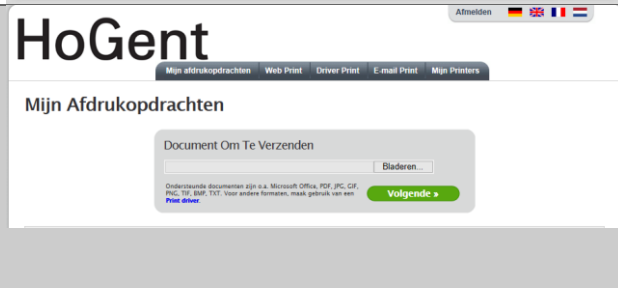 Afmelden
HoGent
Mijn afdrukopdrachten Web Print Driver Print E-mail Print Mijn Printers
Mijn Afdrukopdrachten
Document Om Te Verzenden
Bladeren...
Ondersteunde documenten zijn o.a. Microsoft Office, PDF, JPG, GIF,
PNG, TIF, BMP, TXT. Voor andere formaten, maak gebruik van een
Print driver.
Volgende »